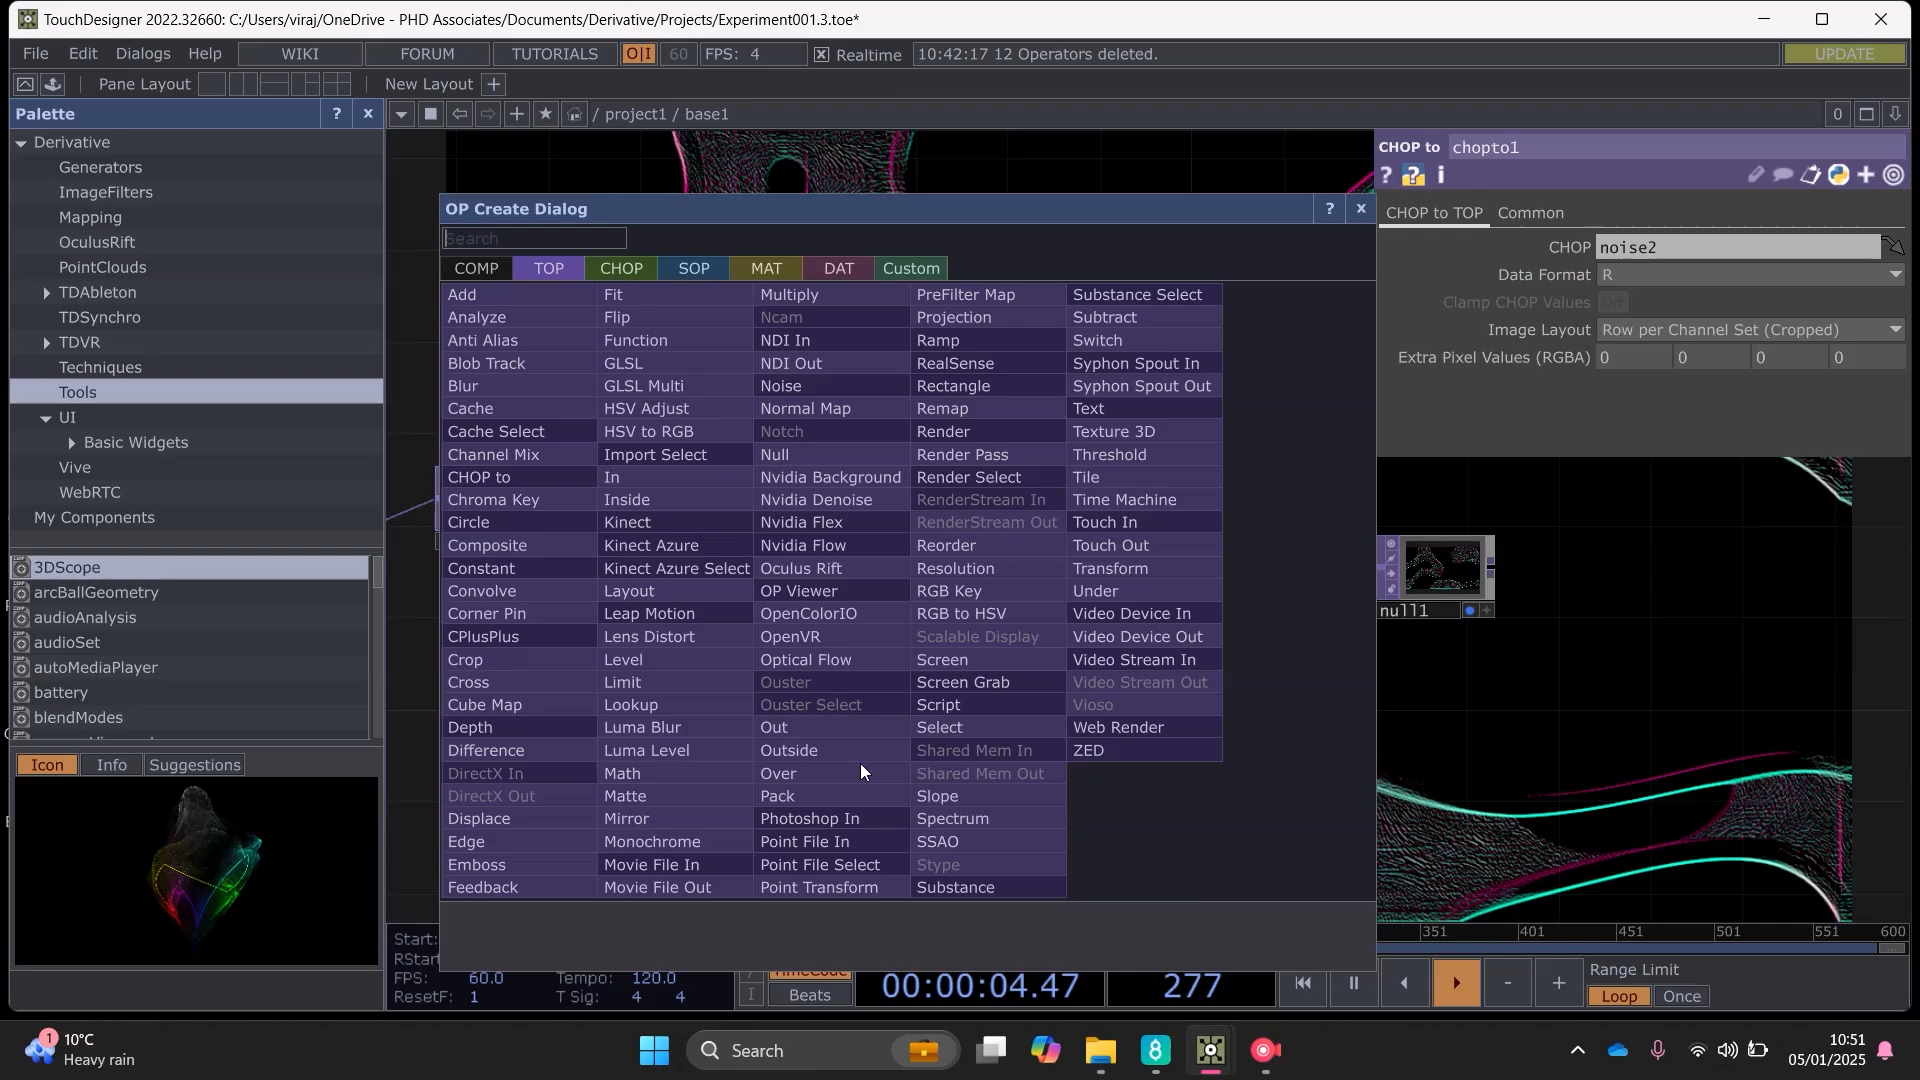 TouchDesigner 2022.32660: C:/Users/viraj/OneDrive - PHD Associates/Documents/Derivative/Projects/Experiment001.3.toe*
File Edit Dialogs Help WIKI FORUM TUTORIALS O|I 60 FPS: 4 Realtime 10:42:17 12 Operators deleted. UPDATE
Pane Layout New Layout +
Palette ? x / project1 / base1 0
Derivative
Generators
ImageFilters
Mapping
OculusRift
PointClouds
TDAbleton
TDSynchro
TDVR
Techniques
Tools
UI
Basic Widgets
Vive
WebRTC
My Components
3DScope
arcBallGeometry
audioAnalysis
audioSet
autoMediaPlayer
battery
blendModes
Icon Info Suggestions
OP Create Dialog ? x
Search
COMP TOP CHOP SOP MAT DAT Custom
Add Fit Multiply PreFilter Map Substance Select
Analyze Flip Ncam Projection Subtract
Anti Alias Function NDI In Ramp Switch
Blob Track GLSL NDI Out RealSense Syphon Spout In
Blur GLSL Multi Noise Rectangle Syphon Spout Out
Cache HSV Adjust Normal Map Remap Text
Cache Select HSV to RGB Notch Render Texture 3D
Channel Mix Import Select Null Render Pass Threshold
CHOP to In Nvidia Background Render Select Tile
Chroma Key Inside Nvidia Denoise RenderStream In Time Machine
Circle Kinect Nvidia Flex RenderStream Out Touch In
Composite Kinect Azure Nvidia Flow Reorder Touch Out
Constant Kinect Azure Select Oculus Rift Resolution Transform
Convolve Layout OP Viewer RGB Key Under
Corner Pin Leap Motion OpenColorIO RGB to HSV Video Device In
CPlusPlus Lens Distort OpenVR Scalable Display Video Device Out
Crop Level Optical Flow Screen Video Stream In
Cross Limit Ouster Screen Grab Video Stream Out
Cube Map Lookup Ouster Select Script Vioso
Depth Luma Blur Out Select Web Render
Difference Luma Level Outside Shared Mem In ZED
DirectX In Math Over Shared Mem Out
DirectX Out Matte Pack Slope
Displace Mirror Photoshop In Spectrum
Edge Monochrome Point File In SSAO
Emboss Movie File In Point File Select Stype
Feedback Movie File Out Point Transform Substance
CHOP to chopto1
? ? i
CHOP to TOP Common
CHOP noise2
Data Format R
Clamp CHOP Values Off
Image Layout Row per Channel Set (Cropped)
Extra Pixel Values (RGBA) 0 0 0 0
null1
351 401 451 501 551 600
Start:
RStart
FPS: 60.0 Tempo: 120.0
ResetF: 1 T Sig: 4 4
TimeCode
Beats
00:00:04.47 277
Range Limit
Loop Once
1 10°C
Heavy rain
Search
10:51
05/01/2025